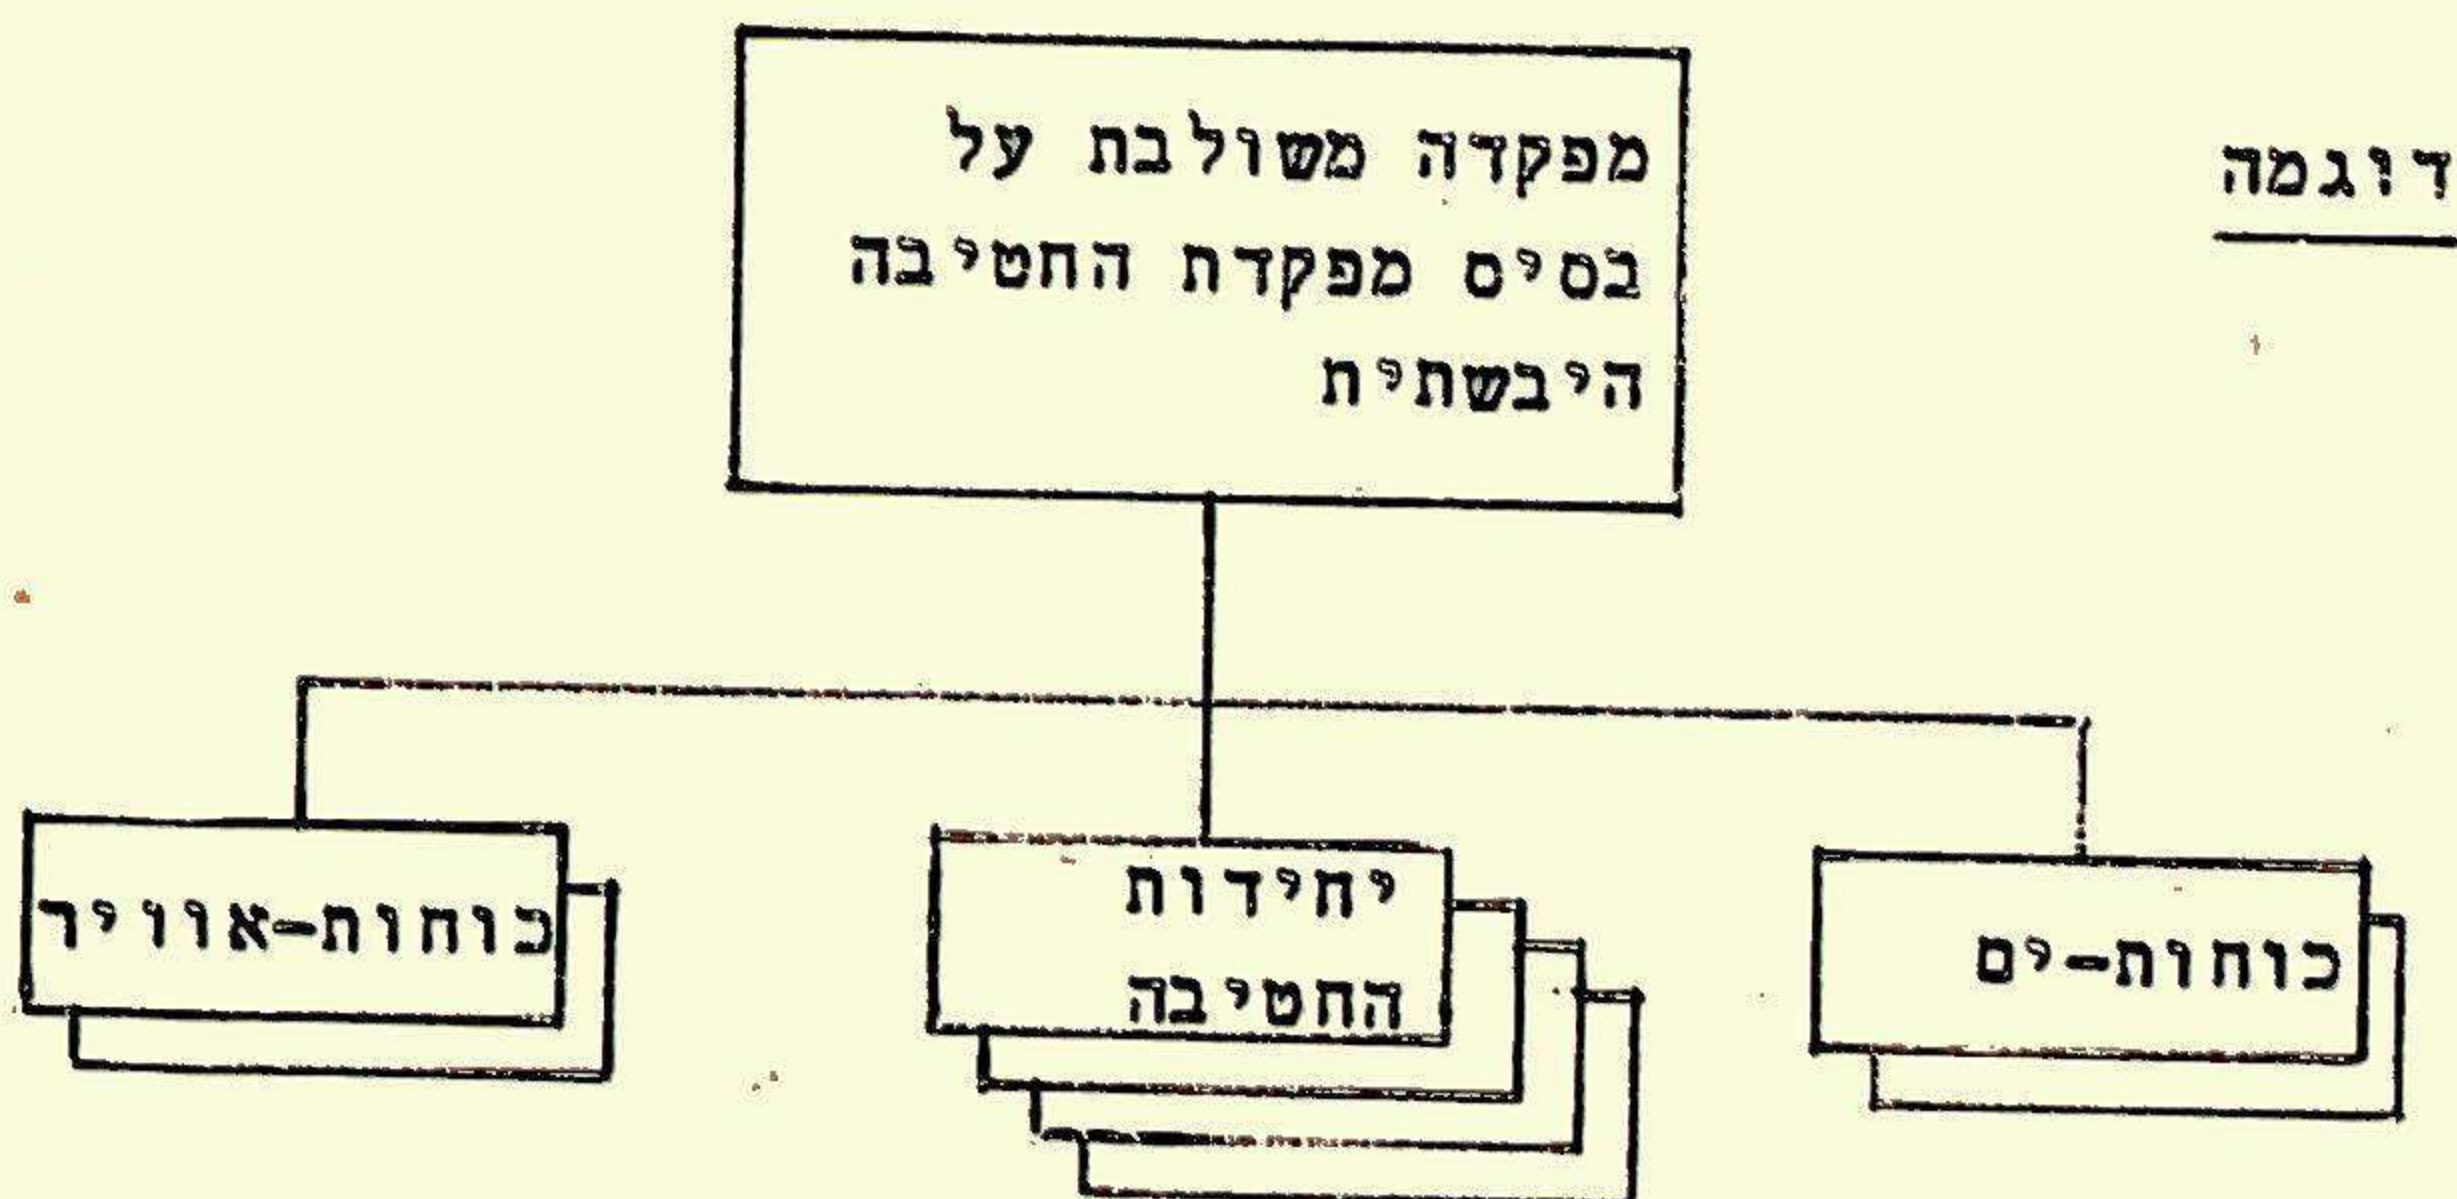 דוגמה
מפקדה משולבת על
בסיס מפקדת החטיבה
היבשתית
כוחות-ים
יחידות
החטיבה
כוחות-אוויר